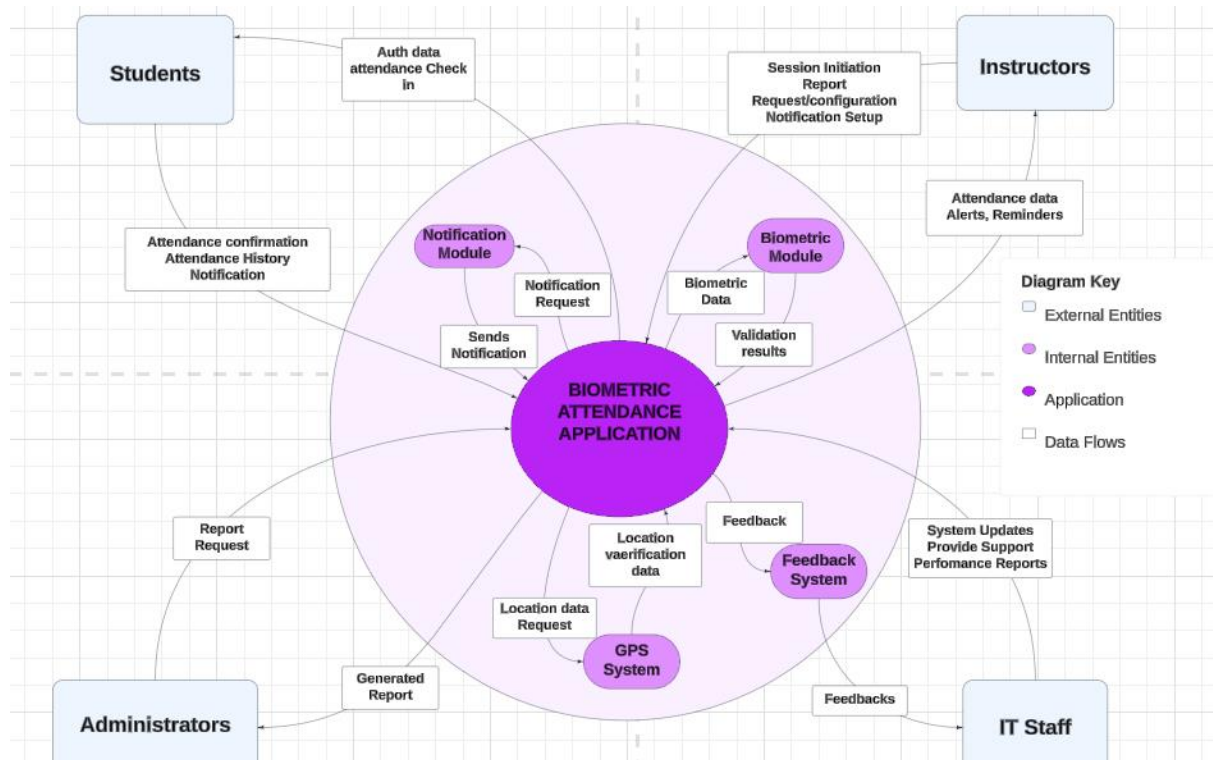 Students
Auth data
attendance Check
in
Session Initiation
Report
Request/configuration
Notification Setup
Instructors
Attendance data
Alerts, Reminders
Attendance confirmation
Attendance History
Notification
Notification
Module
Biometric
Module
Notification
Request
Biometric
Data
Sends
Notification
Validation
results
Diagram Key
External Entities
Internal Entities
Application
Data Flows
BIOMETRIC
ATTENDANCE
APPLICATION
Report
Request
Location
vaerification
data
Feedback
System Updates
Provide Support
Perfomance Reports
Feedback
System
Location data
Request
GPS
System
Generated
Report
Feedbacks
Administrators
IT Staff